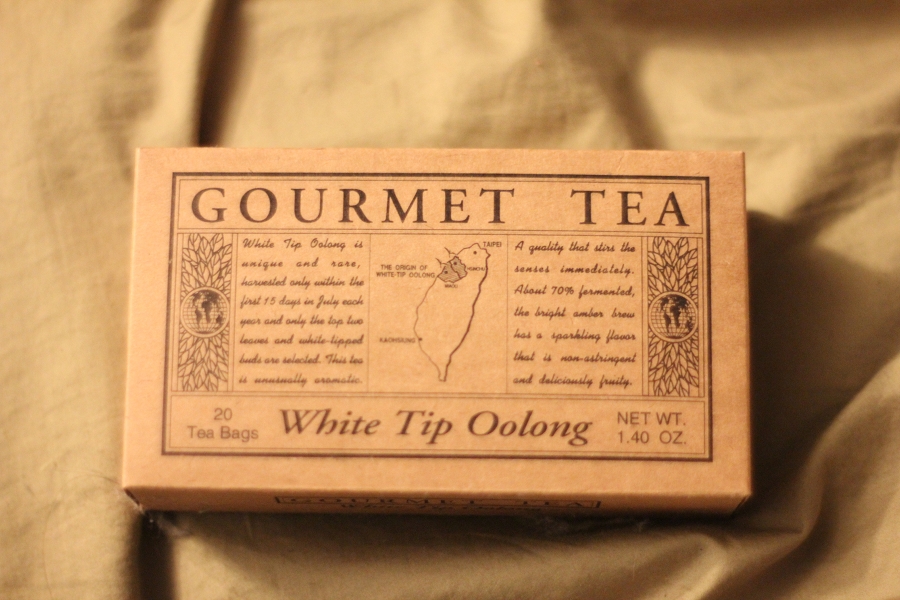 GOURMET TEA
White Tip Oolong is
unique and rare,
harvested only within the
first 15 days in July each
year and only the top two
leaves and white-tipped
buds are selected. This tea
is unusually aromatic.
TAIPEI
THE ORIGIN OF
WHITE-TIP OOLONG
HSINCHU
KAOHSIUNG
A quality that stirs the
senses immediately.
About 70% fermented,
the bright amber brew
has a sparkling flavor
that is non-astringent
and deliciously fruity.
20
Tea Bags
White Tip Oolong
NET WT.
1.40 OZ.
GOURMET TEA